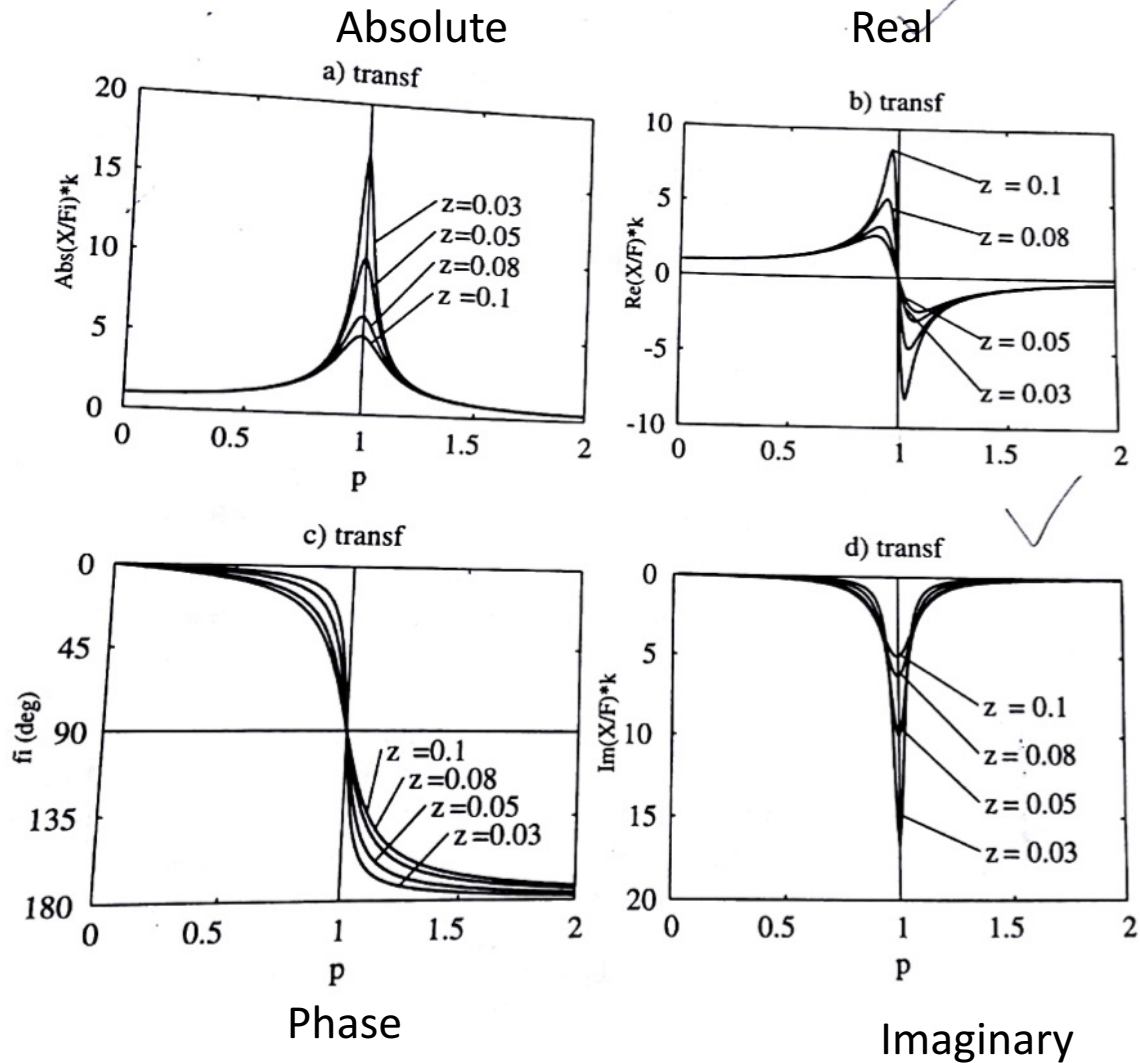 Absolute
Real
a) transf
20
15
10
5
0
Abs(X/Fi)*k
z=0.03
z=0.05
z=0.08
z =0.1
0 0.5 1 1.5 2
p
b) transf
10
5
0
-5
-10
Re(X/F)*k
z = 0.1
z = 0.08
z = 0.05
z = 0.03
0 0.5 1 1.5 2
c) transf
0
45
90
135
180
fi (deg)
z =0.1
z=0.08
z=0.05
z=0.03
0 0.5 1 1.5 2
p
d) transf
0
5
10
15
20
Im(X/F)*k
z = 0.1
z = 0.08
z = 0.05
z = 0.03
0 0.5 1 1.5 2
p
Phase
Imaginary